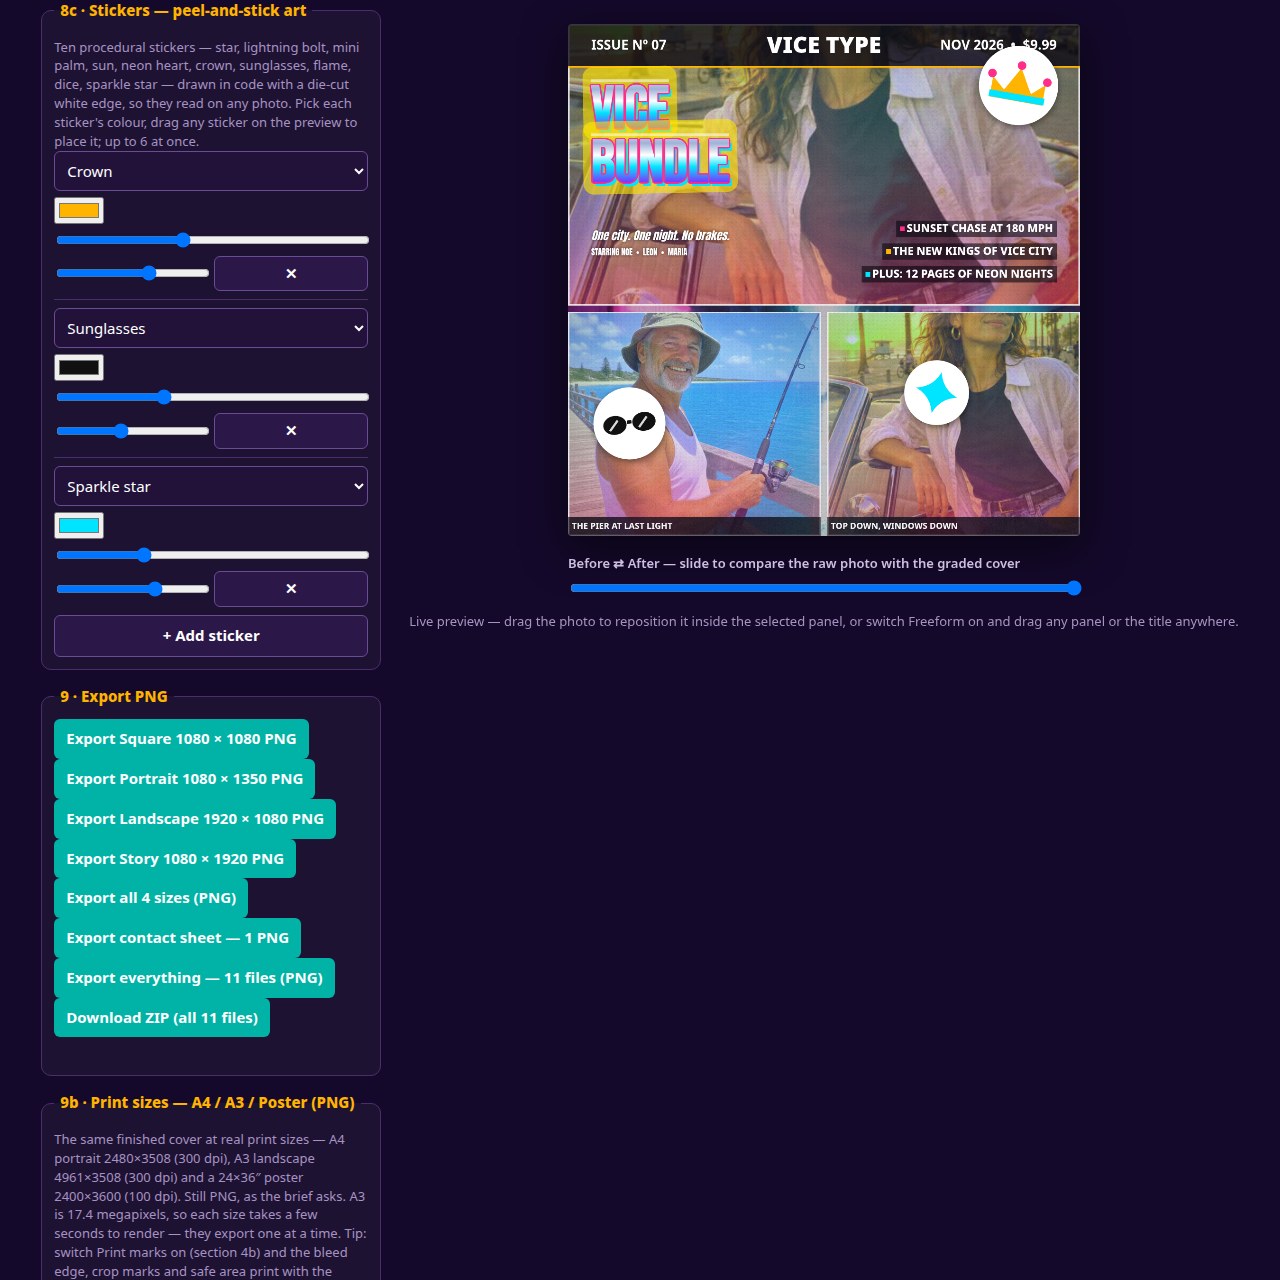 8c · Stickers — peel-and-stick art
Ten procedural stickers — star, lightning bolt, mini
palm, sun, neon heart, crown, sunglasses, flame,
dice, sparkle star — drawn in code with a die-cut
white edge, so they read on any photo. Pick each
sticker's colour, drag any sticker on the preview to
place it; up to 6 at once.
Crown
✕
Sunglasses
✕
Sparkle star
✕
+ Add sticker
9 · Export PNG
Export Square 1080 × 1080 PNG
Export Portrait 1080 × 1350 PNG
Export Landscape 1920 × 1080 PNG
Export Story 1080 × 1920 PNG
Export all 4 sizes (PNG)
Export contact sheet — 1 PNG
Export everything — 11 files (PNG)
Download ZIP (all 11 files)
9b · Print sizes — A4 / A3 / Poster (PNG)
The same finished cover at real print sizes — A4
portrait 2480×3508 (300 dpi), A3 landscape
4961×3508 (300 dpi) and a 24×36″ poster
2400×3600 (100 dpi). Still PNG, as the brief asks. A3
is 17.4 megapixels, so each size takes a few
seconds to render — they export one at a time. Tip:
switch Print marks on (section 4b) and the bleed
edge, crop marks and safe area print with the
ISSUE Nº 07
VICE TYPE
NOV 2026 • $9.99
VICE
BUNDLE
One city. One night. No brakes.
STARRING NOE • LEON • MARIA
SUNSET CHASE AT 180 MPH
THE NEW KINGS OF VICE CITY
PLUS: 12 PAGES OF NEON NIGHTS
THE PIER AT LAST LIGHT
TOP DOWN, WINDOWS DOWN
Before ⇄ After — slide to compare the raw photo with the graded cover
Live preview — drag the photo to reposition it inside the selected panel, or switch Freeform on and drag any panel or the title anywhere.